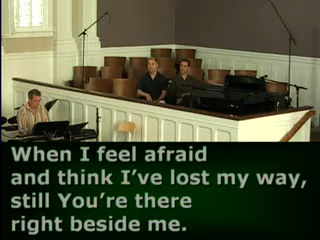 When I feel afraid
and think I've lost my way,
still You're there
right beside me.